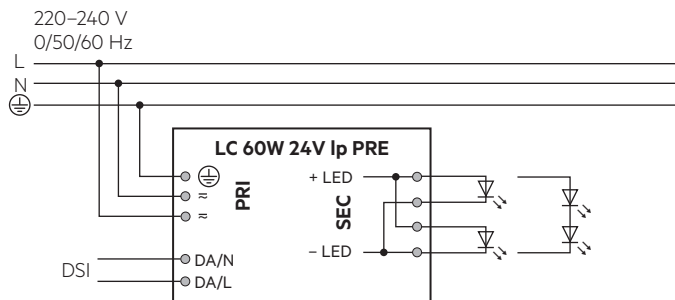 220–240 V
0/50/60 Hz
L
N
LC 60W 24V lp PRE
PRI
≈
≈
+ LED
SEC
– LED
DSI
DA/N
DA/L